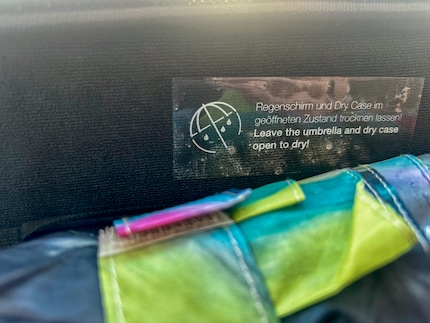 Regenschirm und Dry Case im
geöffneten Zustand trocknen lassen!
Leave the umbrella and dry case
open to dry!